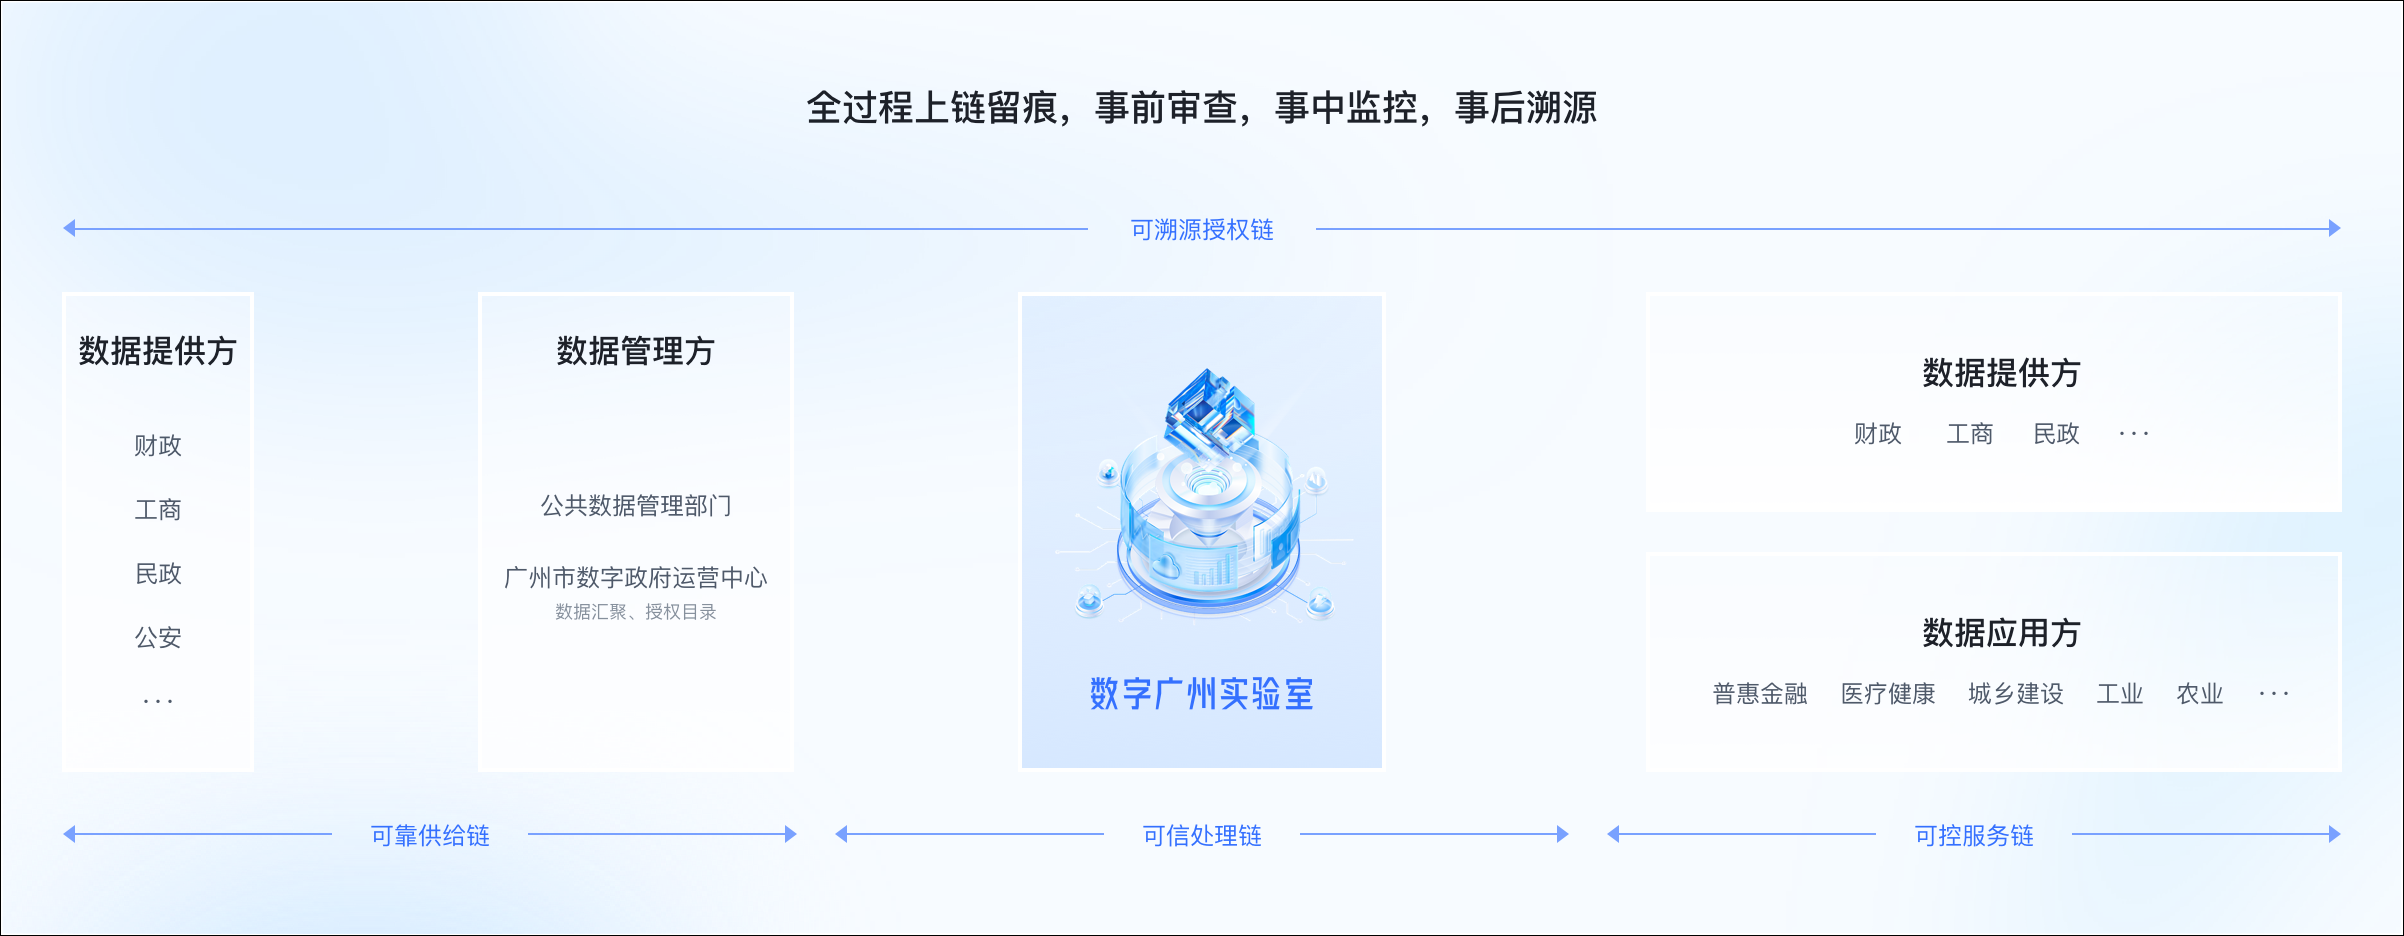 全过程上链留痕，事前审查，事中监控，事后溯源
可溯源授权链
数据提供方
财政
工商
民政
公安
···
数据管理方
公共数据管理部门
广州市数字政府运营中心
数据汇聚、授权目录
数字广州实验室
数据提供方
财政 工商 民政 ···
数据应用方
普惠金融 医疗健康 城乡建设 工业 农业 ···
可靠供给链
可信处理链
可控服务链